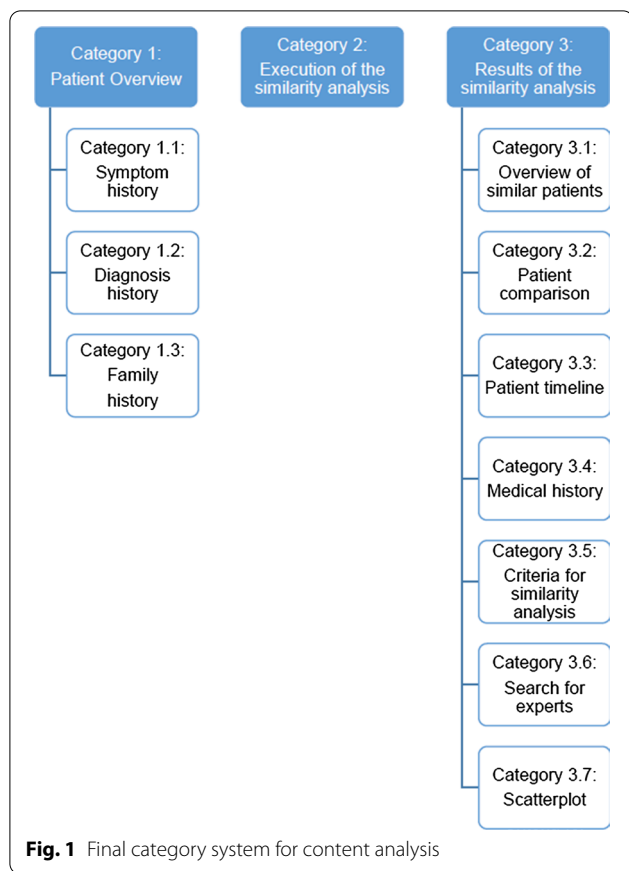 Category 1:
Patient Overview
Category 1.1:
Symptom
history
Category 1.2:
Diagnosis
history
Category 1.3:
Family
history
Category 2:
Execution of the
similarity analysis
Category 3:
Results of the
similarity analysis
Category 3.1:
Overview of
similar patients
Category 3.2:
Patient
comparison
Category 3.3:
Patient timeline
Category 3.4:
Medical history
Category 3.5:
Criteria for
similarity
analysis
Category 3.6:
Search for
experts
Category 3.7:
Scatterplot
Fig. 1 Final category system for content analysis